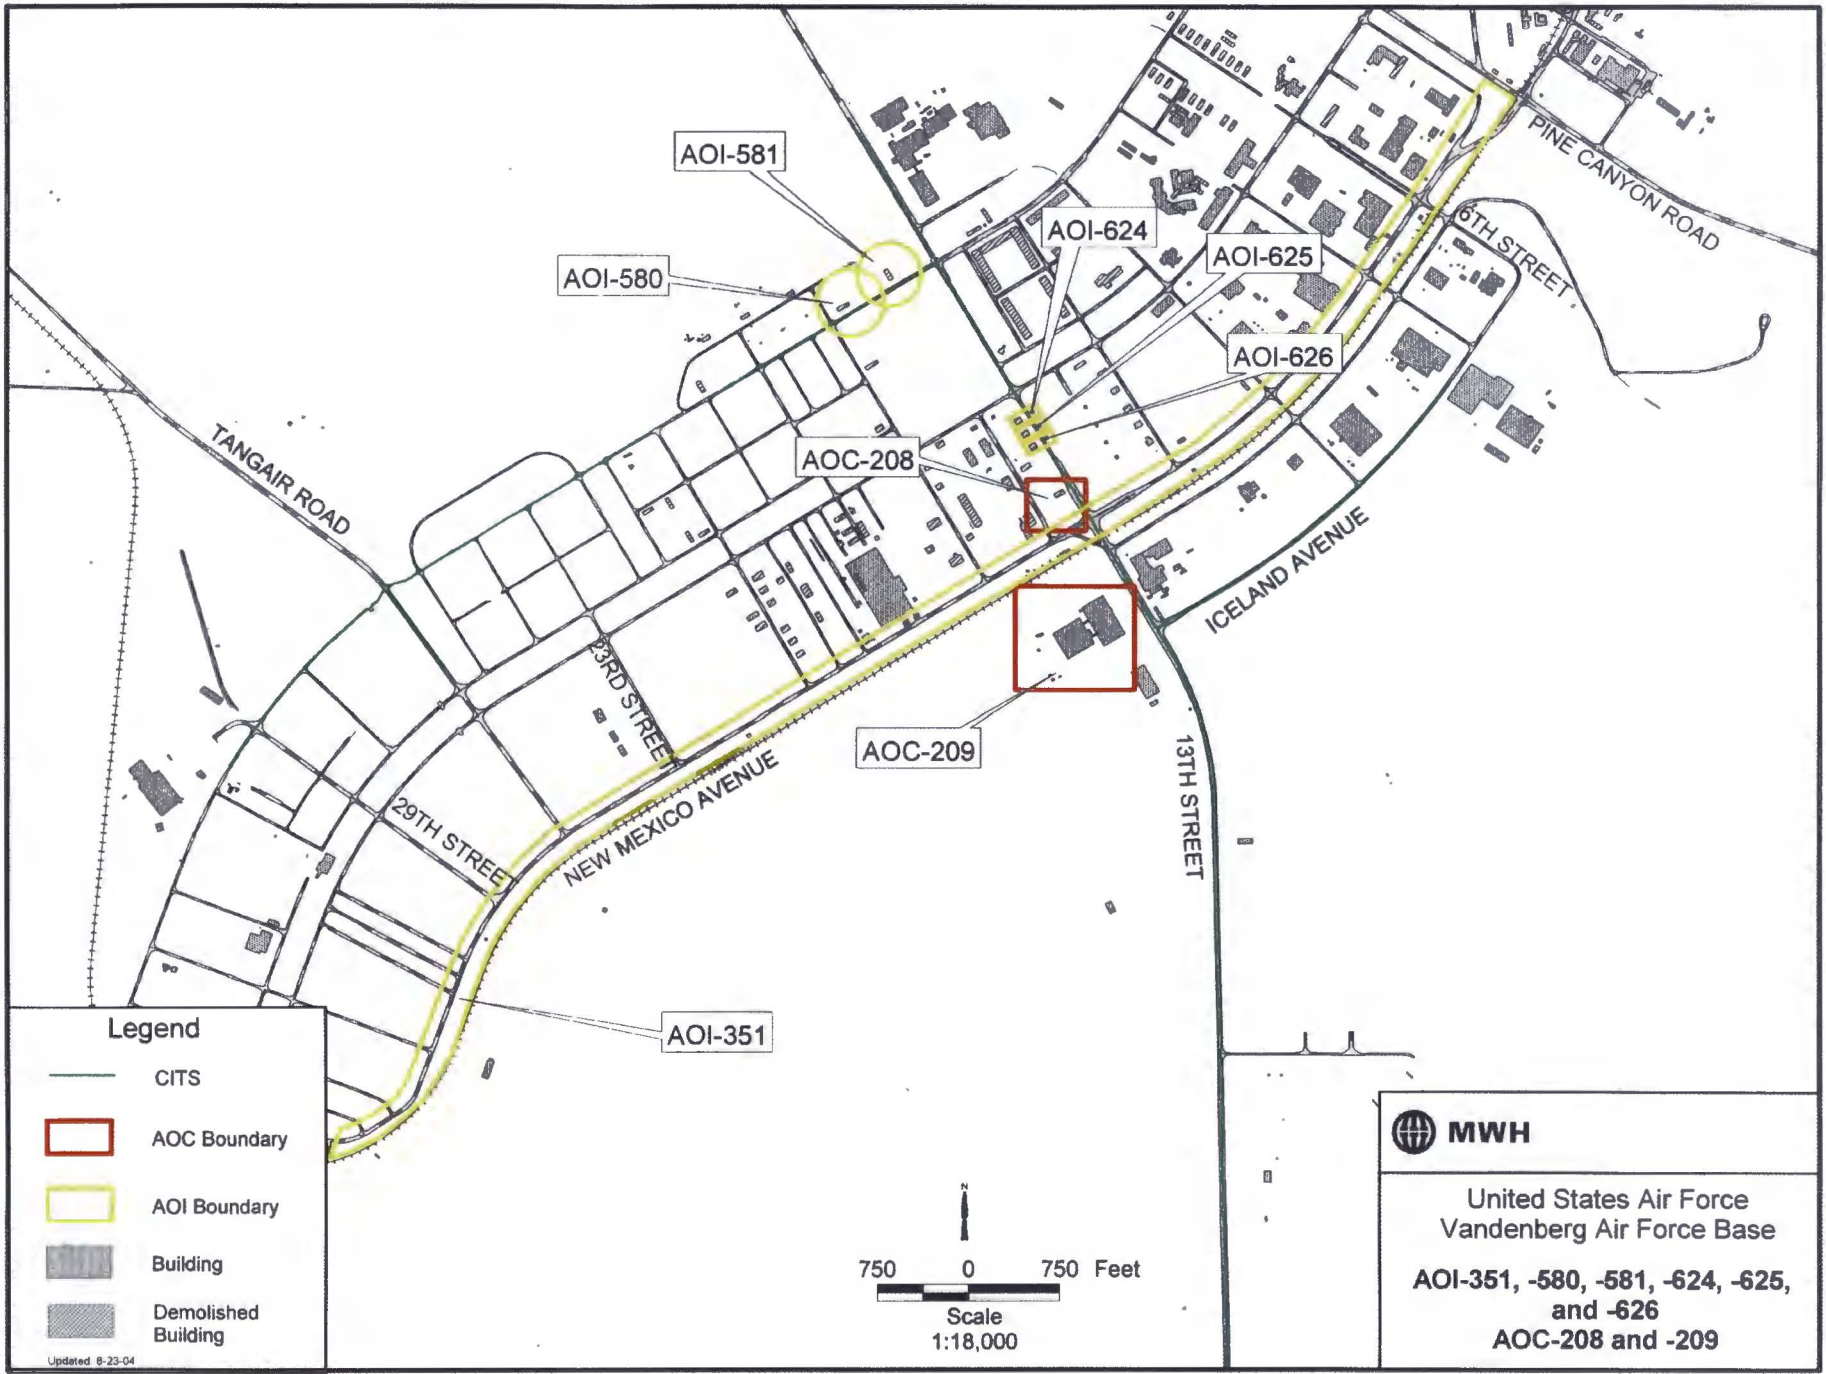 PINE CANYON ROAD
AOI-581
6TH STREET
AOI-624
AOI-625
AOI-580
AOI-626
TANGAIR ROAD
AOC-208
ICELAND AVENUE
23RD STREET
AOC-209
13TH STREET
NEW MEXICO AVENUE
29TH STREET
AOI-351
Legend
CITS
AOC Boundary
AOI Boundary
Building
Demolished
Building
Updated 8-23-04
N
750 0 750 Feet
Scale
1:18,000
MWH
United States Air Force
Vandenberg Air Force Base
AOI-351, -580, -581, -624, -625,
and -626
AOC-208 and -209